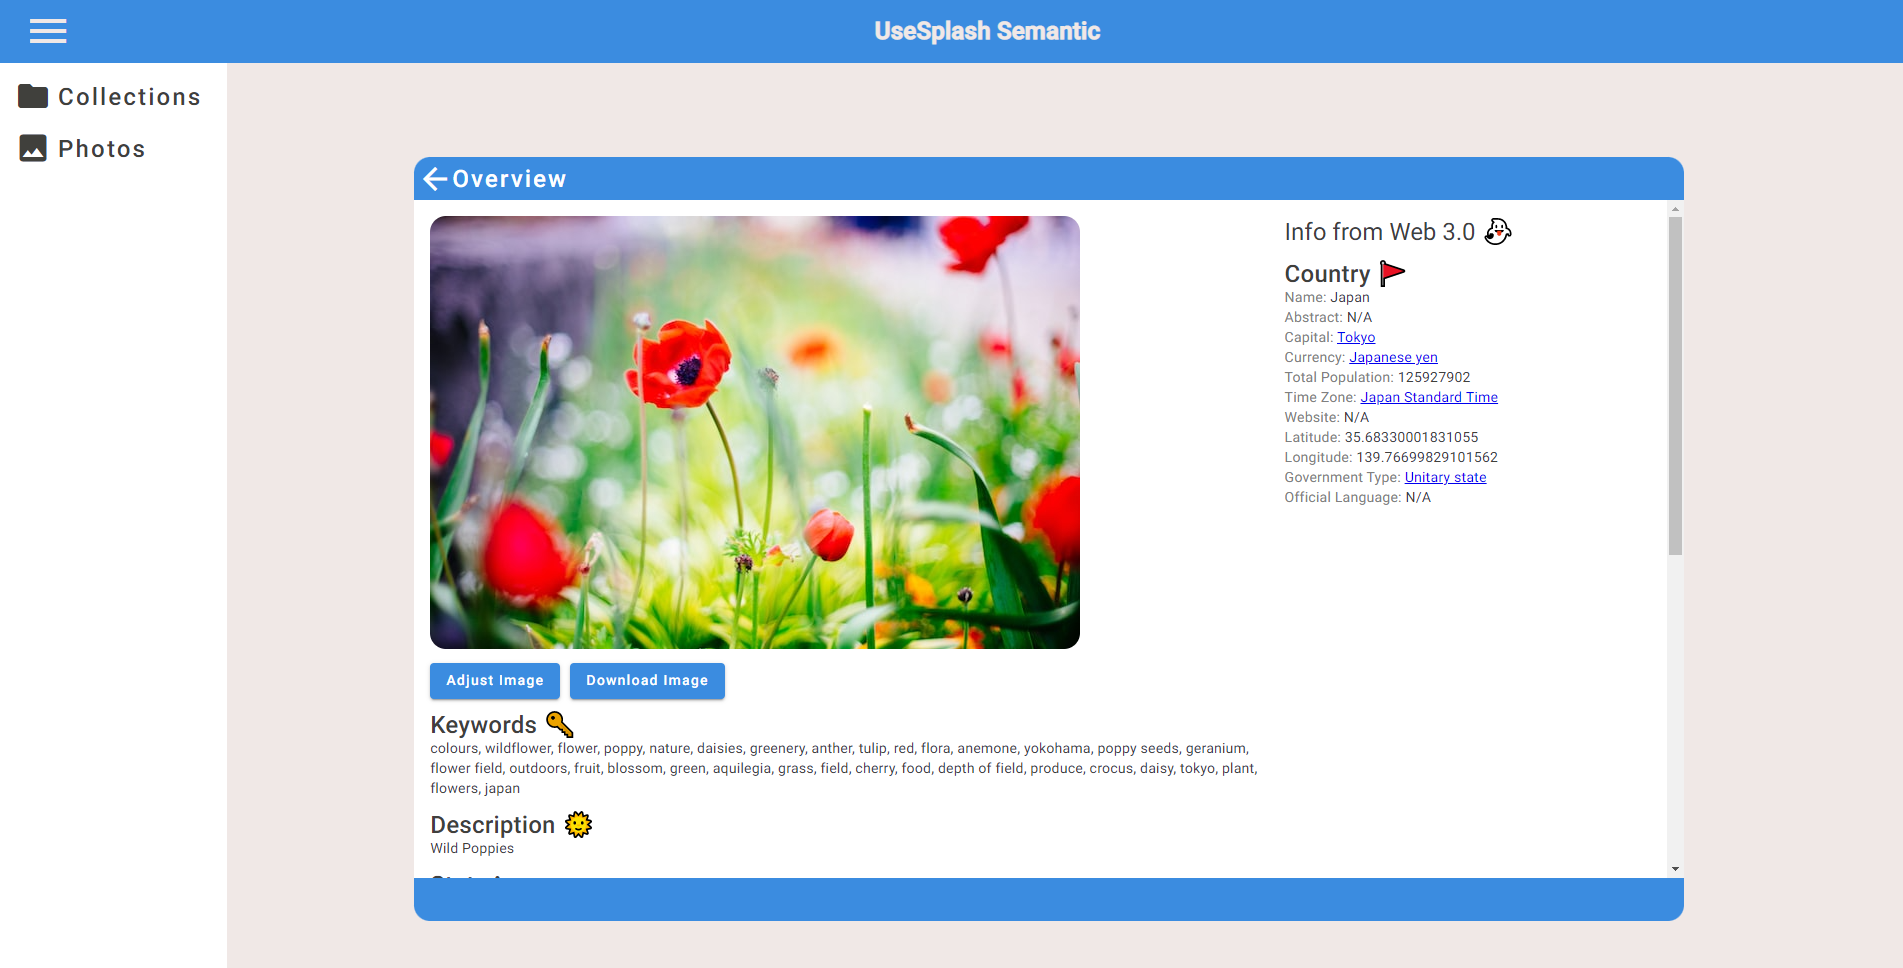 UseSplash Semantic
Collections
Photos
Overview
Adjust Image
Download Image
Keywords
colours, wildflower, flower, poppy, nature, daisies, greenery, anther, tulip, red, flora, anemone, yokohama, poppy seeds, geranium,
flower field, outdoors, fruit, blossom, green, aquilegia, grass, field, cherry, food, depth of field, produce, crocus, daisy, tokyo, plant,
flowers, japan
Description
Wild Poppies
Info from Web 3.0
Country
Name: Japan
Abstract: N/A
Capital: Tokyo
Currency: Japanese yen
Total Population: 125927902
Time Zone: Japan Standard Time
Website: N/A
Latitude: 35.68330001831055
Longitude: 139.76699829101562
Government Type: Unitary state
Official Language: N/A